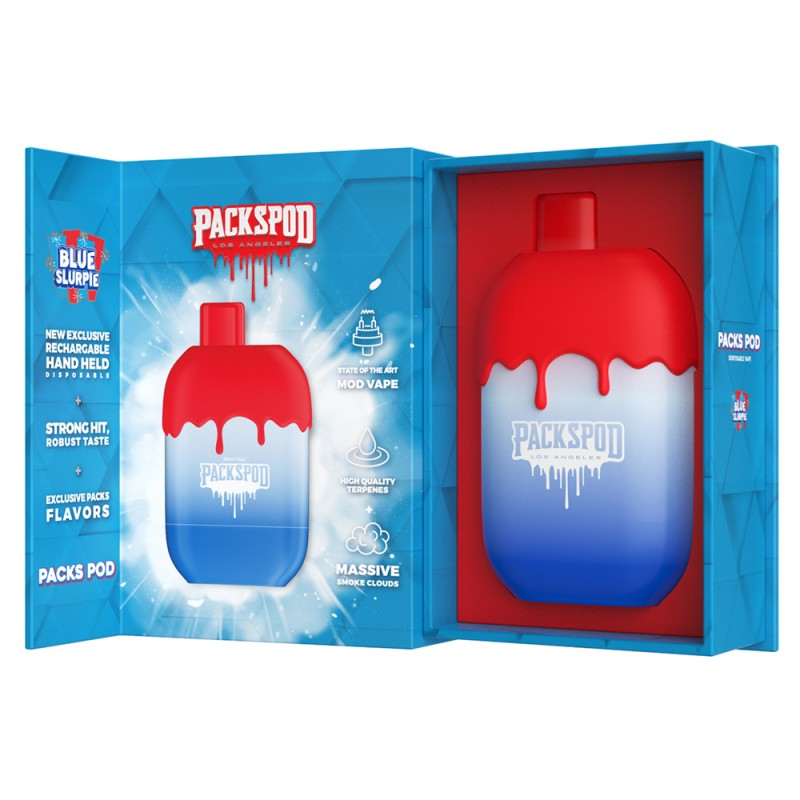 BLUE
SLURPIE
NEW EXCLUSIVE
RECHARGABLE
HAND HELD
DISPOSABLE
+
STRONG HIT,
ROBUST TASTE
+
EXCLUSIVE PACKS
FLAVORS
PACKS POD
PACKSPOD
LOS ANGELES
STATE OF THE ART
MOD VAPE
HIGH QUALITY
TERPENES
+
MASSIVE
SMOKE CLOUDS
PACKSPOD
PACKSPOD
LOS ANGELES
PACKS POD
DISPOSABLE VAPE
BLUE
SLURPIE